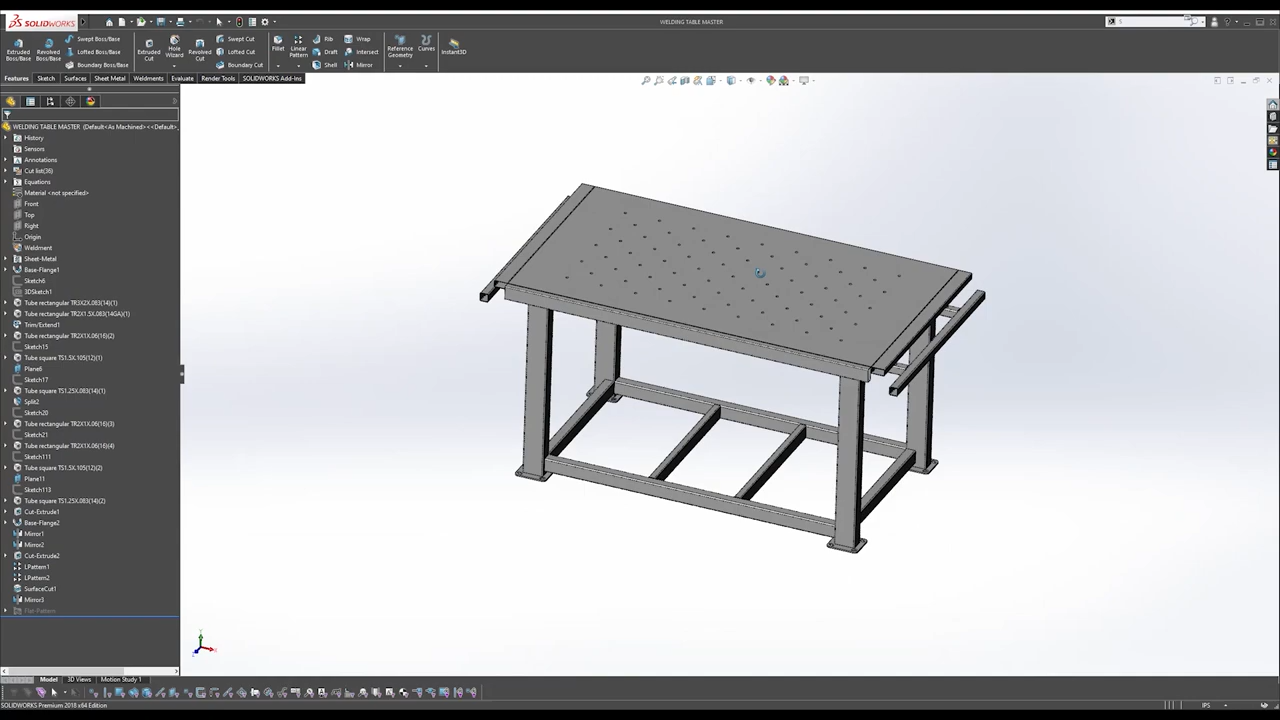 SOLIDWORKS
WELDING TABLE MASTER
S
Extruded Boss/Base
Revolved Boss/Base
Swept Boss/Base
Lofted Boss/Base
Boundary Boss/Base
Extruded Cut
Hole Wizard
Revolved Cut
Swept Cut
Lofted Cut
Boundary Cut
Fillet
Linear Pattern
Rib
Draft
Shell
Wrap
Intersect
Mirror
Reference Geometry
Curves
Instant3D
Features Sketch Surfaces Sheet Metal Weldments Evaluate Render Tools SOLIDWORKS Add-Ins
WELDING TABLE MASTER (Default<As Machined><<Default>_
History
Sensors
Annotations
Cut list(36)
Equations
Material <not specified>
Front
Top
Right
Origin
Weldment
Sheet-Metal
Base-Flange1
Sketch6
3DSketch1
Tube rectangular TR3X2X.083(14)(1)
Tube rectangular TR2X1.5X.083(14GA)(1)
Trim/Extend1
Tube rectangular TR2X1X.06(16)(2)
Sketch15
Tube square TS1.5X.105(12)(1)
Plane6
Sketch17
Tube square TS1.25X.083(14)(1)
Split2
Sketch20
Tube rectangular TR2X1X.06(16)(3)
Sketch21
Tube rectangular TR2X1X.06(16)(4)
Sketch111
Tube square TS1.5X.105(12)(2)
Plane11
Sketch113
Tube square TS1.25X.083(14)(2)
Cut-Extrude1
Base-Flange2
Mirror1
Mirror2
Cut-Extrude2
LPattern1
LPattern2
SurfaceCut1
Mirror3
Flat-Pattern
Model 3D Views Motion Study 1
SOLIDWORKS Premium 2018 x64 Edition
IPS